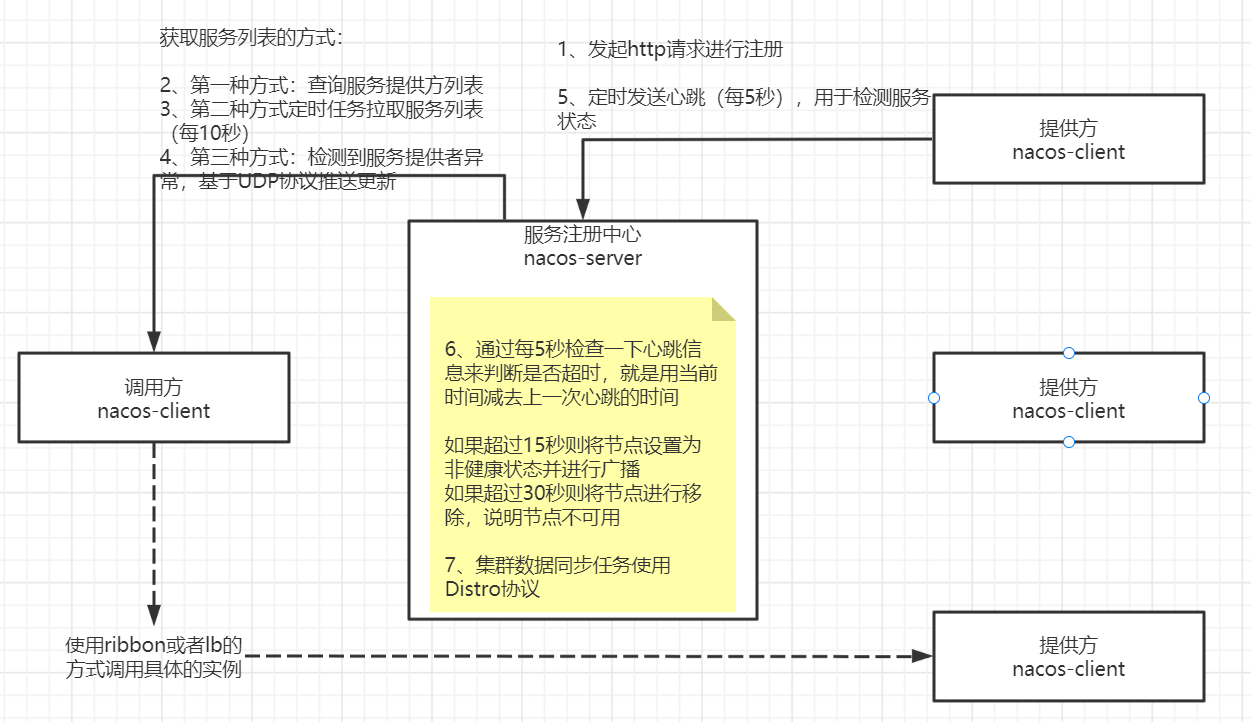 获取服务列表的方式：
2、第一种方式：查询服务提供方列表
3、第二种方式定时任务拉取服务列表
（每10秒）
4、第三种方式：检测到服务提供者异
常，基于UDP协议推送更新
1、发起http请求进行注册
5、定时发送心跳（每5秒），用于检测服务
状态
提供方
nacos-client
服务注册中心
nacos-server
6、通过每5秒检查一下心跳信
息来判断是否超时，就是用当前
时间减去上一次心跳的时间
如果超过15秒则将节点设置为
非健康状态并进行广播
如果超过30秒则将节点进行移
除，说明节点不可用
7、集群数据同步任务使用
Distro协议
调用方
nacos-client
提供方
nacos-client
使用ribbon或者lb的
方式调用具体的实例
提供方
nacos-client